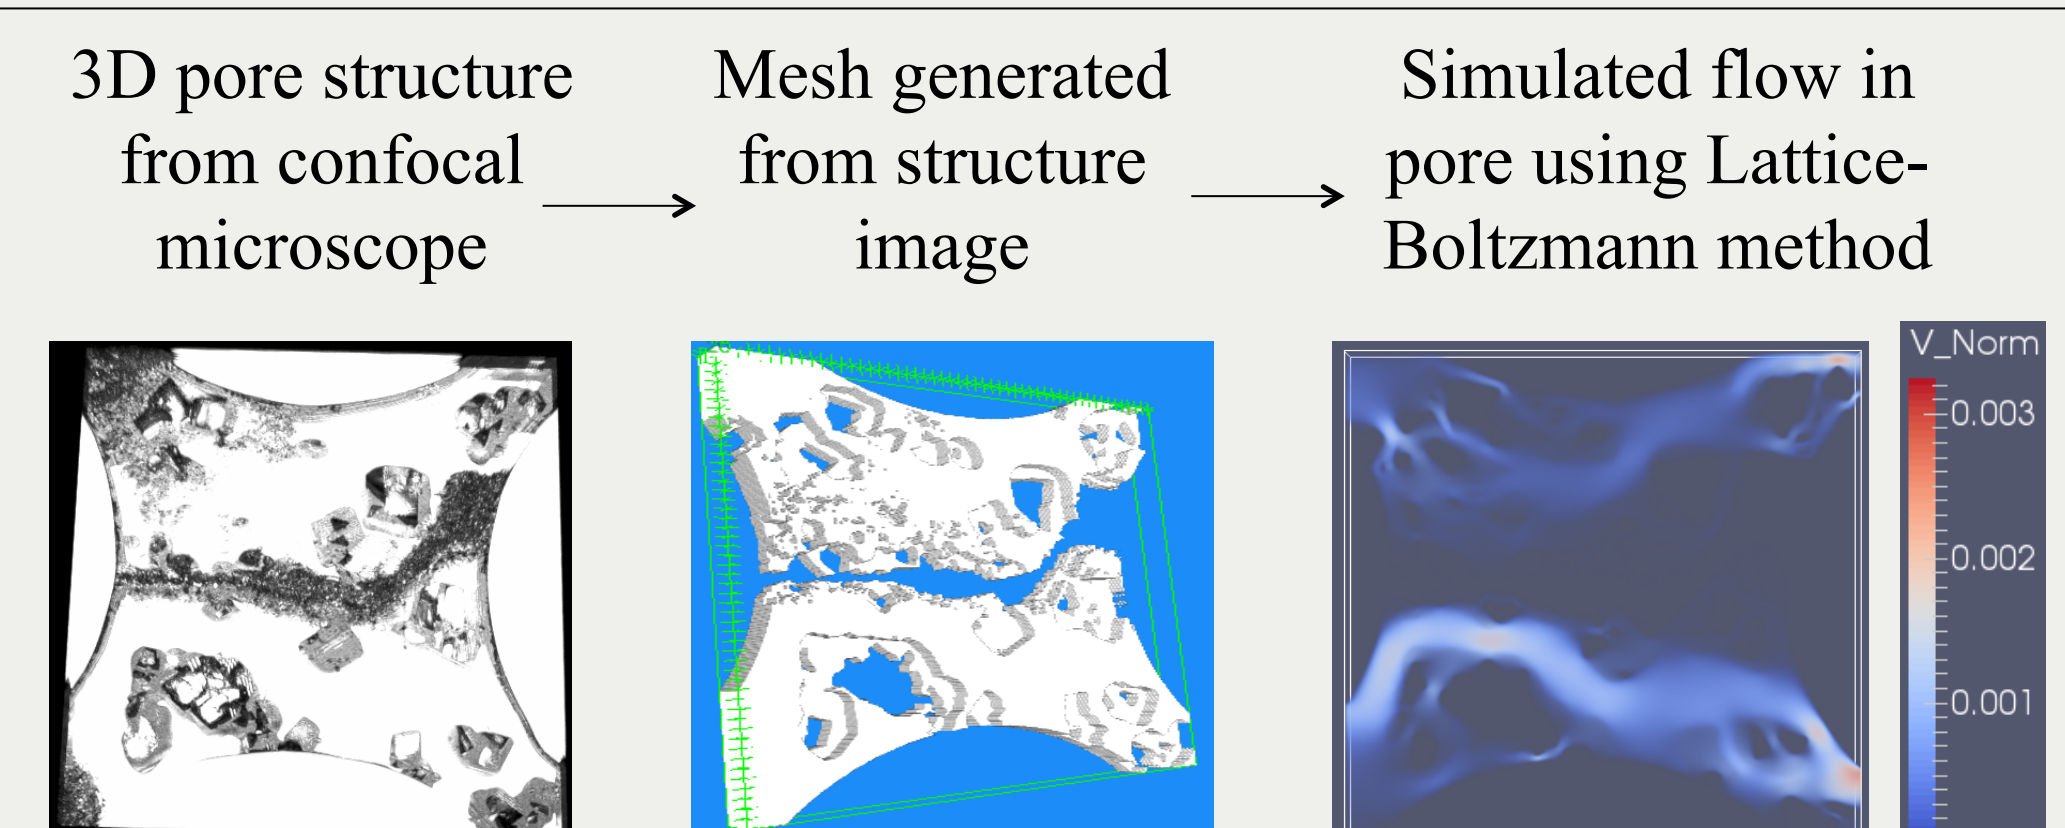 3D pore structure
from confocal
microscope
Mesh generated
from structure
image
Simulated flow in
pore using Lattice-
Boltzmann method
V_Norm
0.003
0.002
0.001